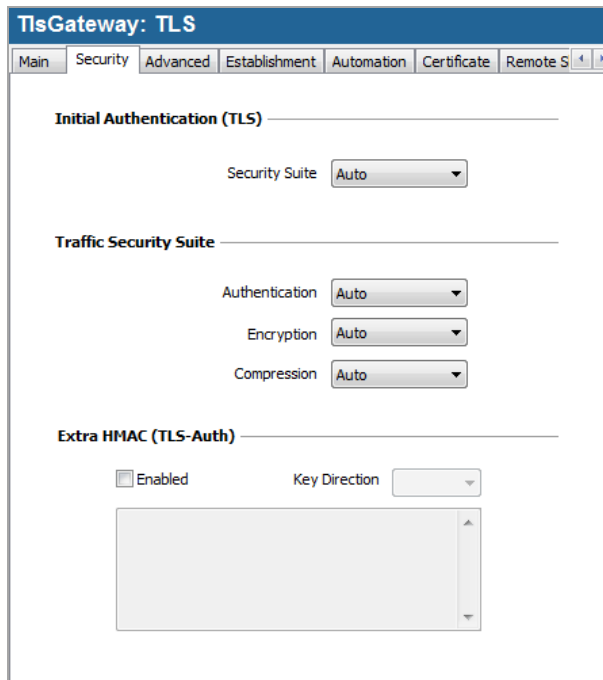 TlsGateway: TLS
Main Security Advanced Establishment Automation Certificate Remote S
Initial Authentication (TLS)
Security Suite Auto
Traffic Security Suite
Authentication Auto
Encryption Auto
Compression Auto
Extra HMAC (TLS-Auth)
Enabled Key Direction